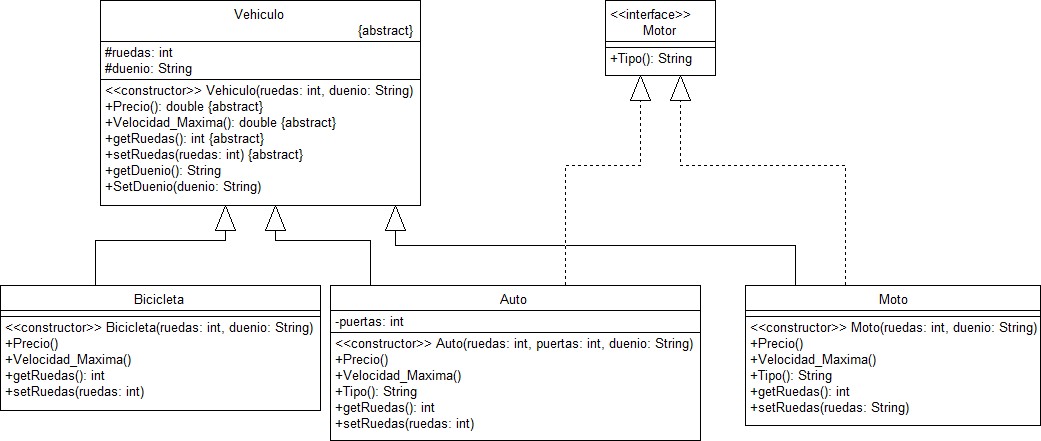 Vehiculo
{abstract}
#ruedas: int
#duenio: String
<<constructor>> Vehiculo(ruedas: int, duenio: String)
+Precio(): double {abstract}
+Velocidad_Maxima(): double {abstract}
+getRuedas(): int {abstract}
+setRuedas(ruedas: int) {abstract}
+getDuenio(): String
+SetDuenio(duenio: String)
<<interface>>
Motor
+Tipo(): String
Bicicleta
<<constructor>> Bicicleta(ruedas: int, duenio: String)
+Precio()
+Velocidad_Maxima()
+getRuedas(): int
+setRuedas(ruedas: int)
Auto
-puertas: int
<<constructor>> Auto(ruedas: int, puertas: int, duenio: String)
+Precio()
+Velocidad_Maxima()
+Tipo(): String
+getRuedas(): int
+setRuedas(ruedas: int)
Moto
<<constructor>> Moto(ruedas: int, duenio: String)
+Precio()
+Velocidad_Maxima()
+Tipo(): String
+getRuedas(): int
+setRuedas(ruedas: String)